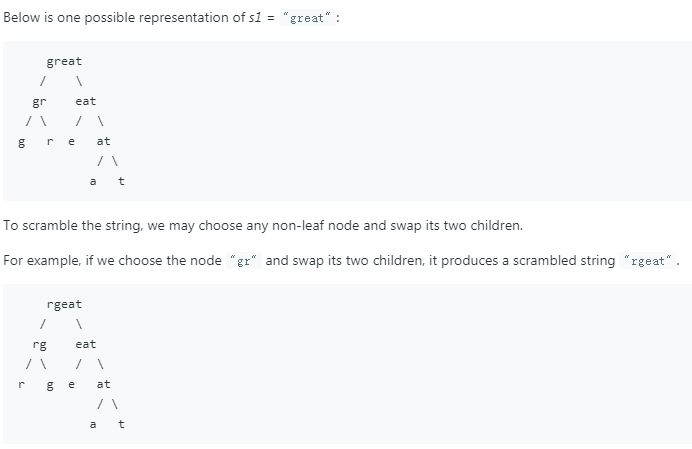 Below is one possible representation of s1 = "great" :
great
/ \
gr eat
/ \ / \
g r e at
/ \
a t
To scramble the string, we may choose any non-leaf node and swap its two children.
For example, if we choose the node "gr" and swap its two children, it produces a scrambled string "rgeat" .
rgeat
/ \
rg eat
/ \ / \
r g e at
/ \
a t